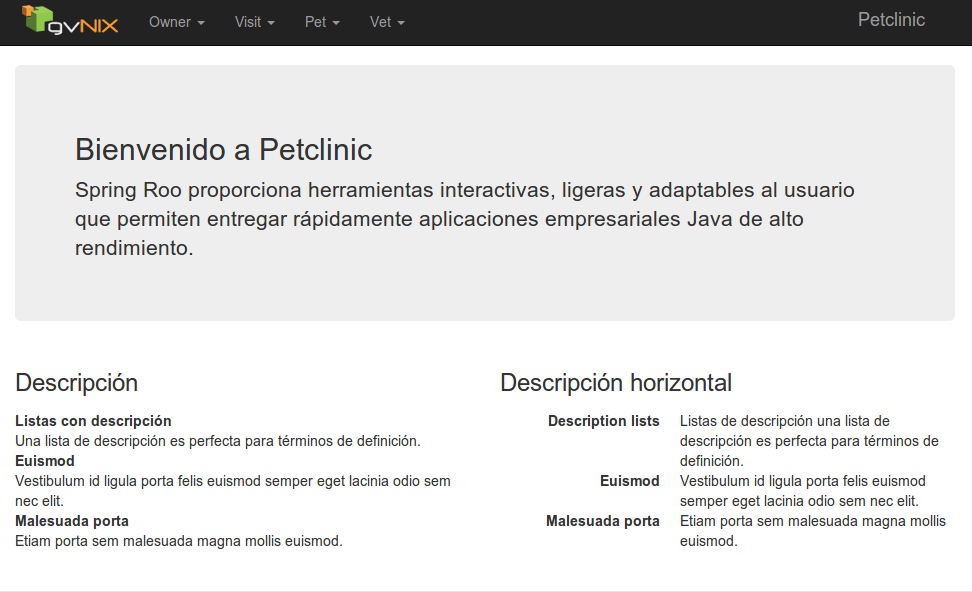 gvNIX Owner Visit Pet Vet Petclinic
Bienvenido a Petclinic
Spring Roo proporciona herramientas interactivas, ligeras y adaptables al usuario
que permiten entregar rápidamente aplicaciones empresariales Java de alto
rendimiento.
Descripción
Listas con descripción
Una lista de descripción es perfecta para términos de definición.
Euismod
Vestibulum id ligula porta felis euismod semper eget lacinia odio sem
nec elit.
Malesuada porta
Etiam porta sem malesuada magna mollis euismod.
Descripción horizontal
Description lists Listas de descripción una lista de
descripción es perfecta para términos de
definición.
Euismod Vestibulum id ligula porta felis euismod
semper eget lacinia odio sem nec elit.
Malesuada porta Etiam porta sem malesuada magna mollis
euismod.